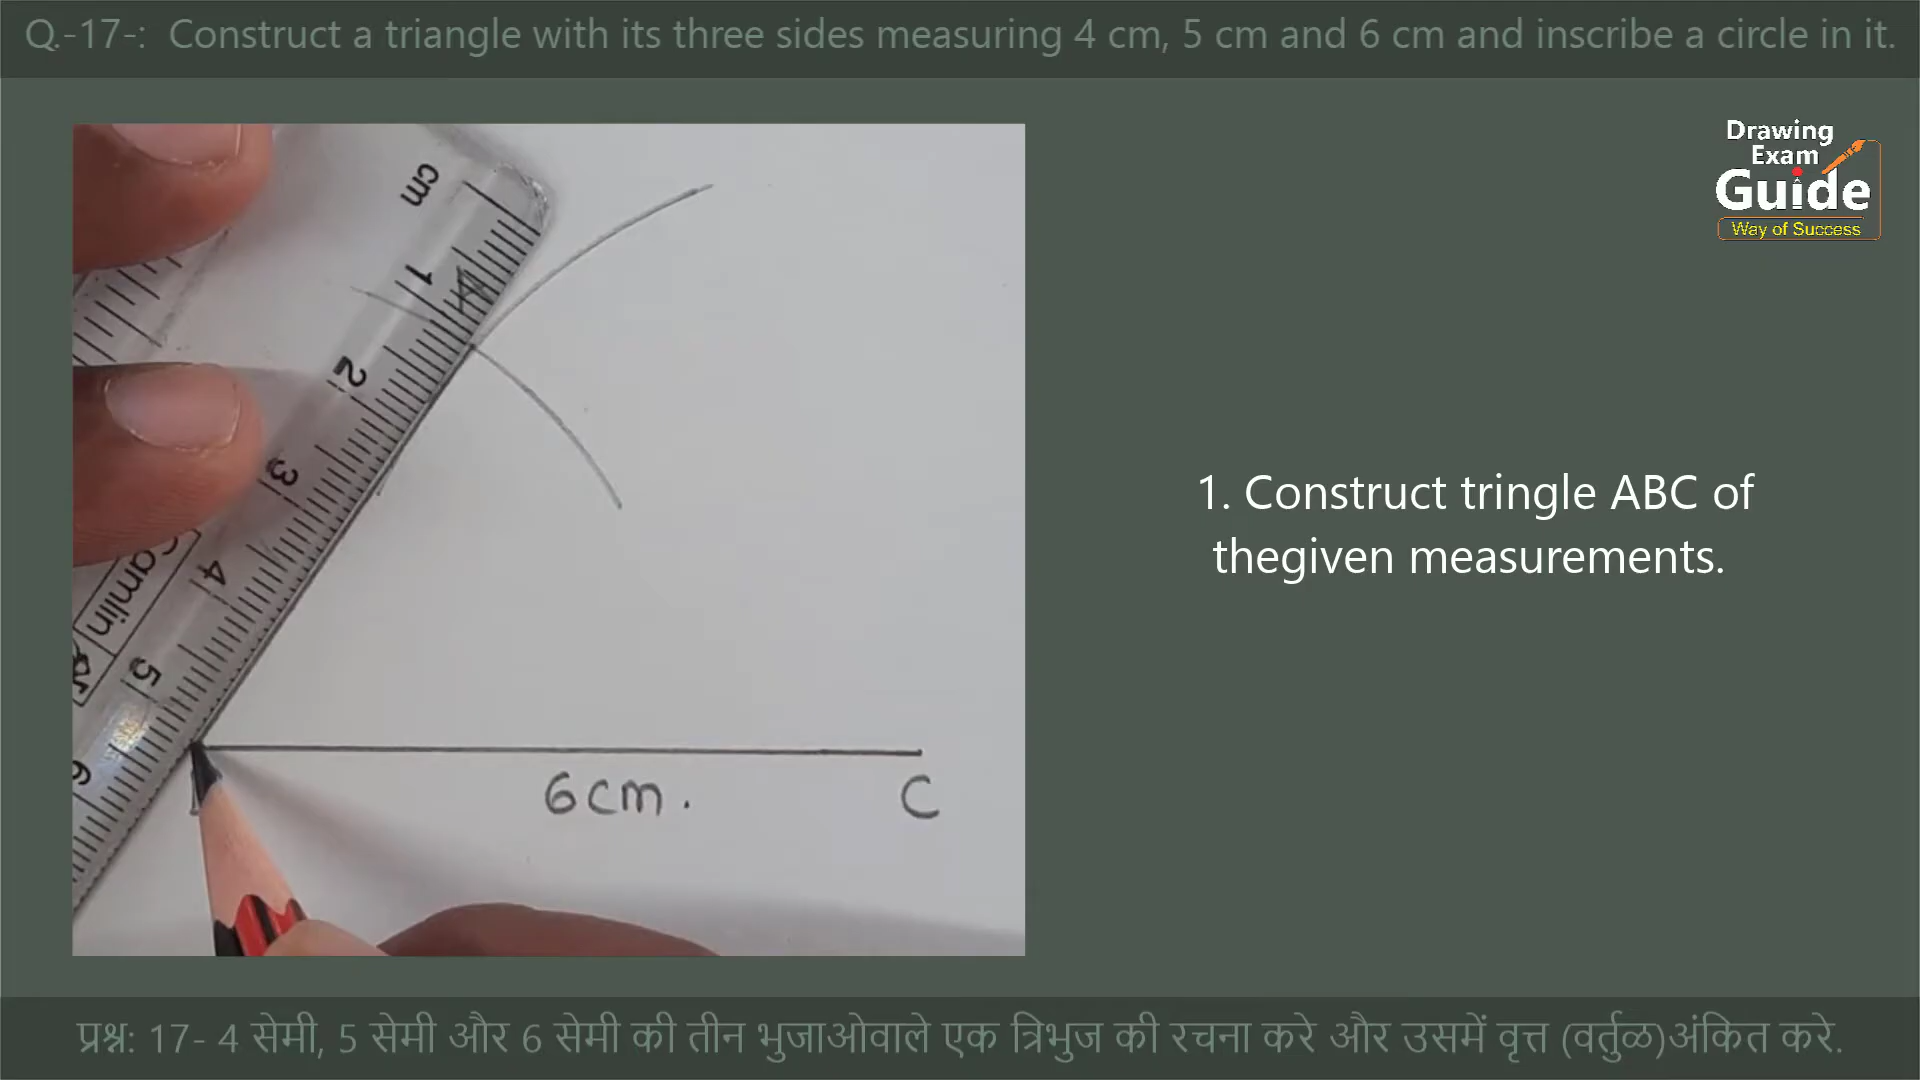 Q.-17-: Construct a triangle with its three sides measuring 4 cm, 5 cm and 6 cm and inscribe a circle in it.
Drawing
Exam
Guide
Way of Success
cm
1
A
2
3
4
Camlin
5
6
1. Construct tringle ABC of
thegiven measurements.
6cm.
C
प्रश्न: 17- 4 सेमी, 5 सेमी और 6 सेमी की तीन भुजाओवाले एक त्रिभुज की रचना करे और उसमें वृत्त (वर्तुळ)अंकित करे.